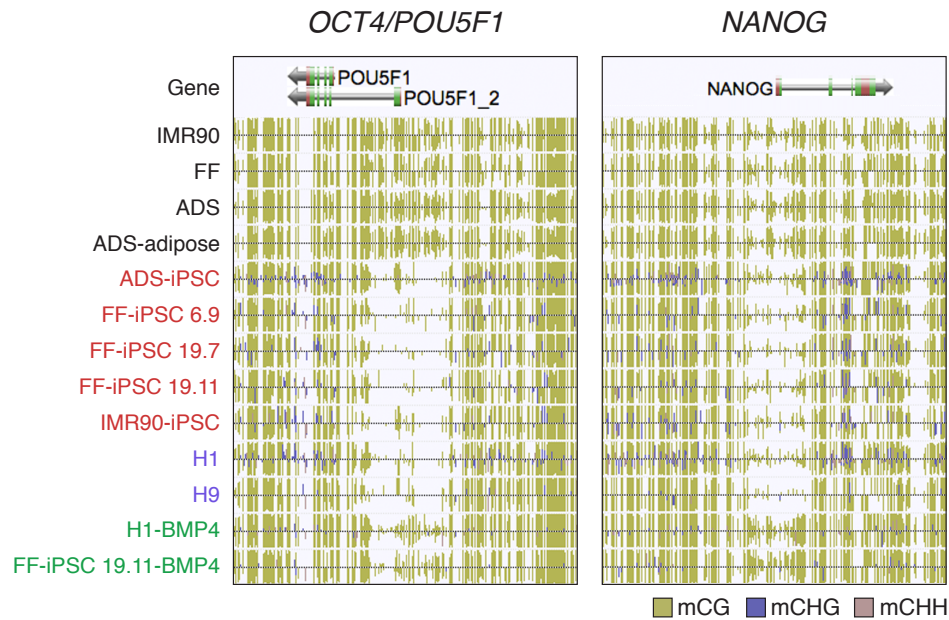 OCT4/POU5F1
NANOG
Gene
POU5F1
POU5F1_2
NANOG
IMR90
FF
ADS
ADS-adipose
ADS-iPSC
FF-iPSC 6.9
FF-iPSC 19.7
FF-iPSC 19.11
IMR90-iPSC
H1
H9
H1-BMP4
FF-iPSC 19.11-BMP4
mCG mCHG mCHH